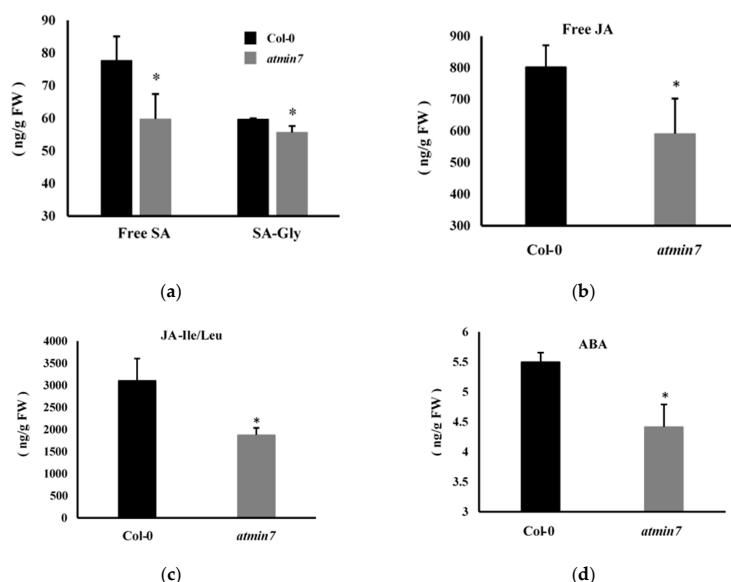 90
80
70
60
50
40
30
( ng/g FW )
Col-0
atmin7
*
*
Free SA
SA-Gly
(a)
Free JA
900
800
700
600
500
400
300
( ng/g FW )
*
Col-0
atmin7
(b)
JA-Ile/Leu
4000
3500
3000
2500
2000
1500
1000
500
0
( ng/g FW )
*
Col-0
atmin7
(c)
ABA
6
5.5
5
4.5
4
3.5
3
( ng/g FW )
*
Col-0
atmin7
(d)